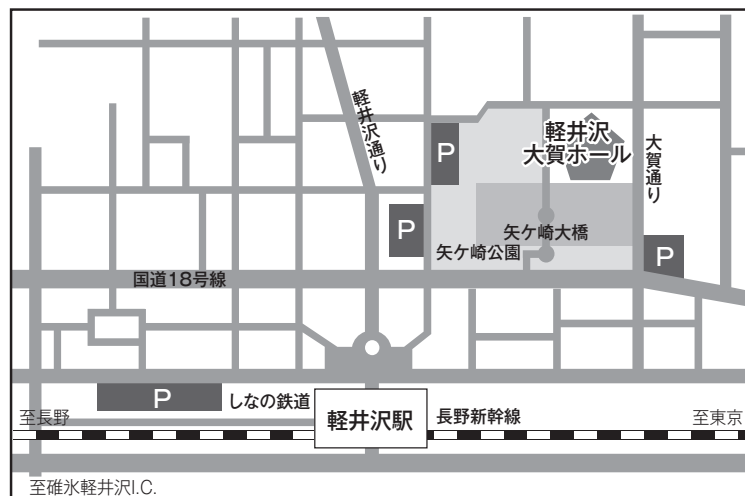 軽井沢通り
P
軽井沢
大賀ホール
大賀通り
P
矢ケ崎大橋
矢ケ崎公園
P
国道18号線
P
しなの鉄道
至長野
軽井沢駅
長野新幹線
至東京
至碓氷軽井沢I.C.